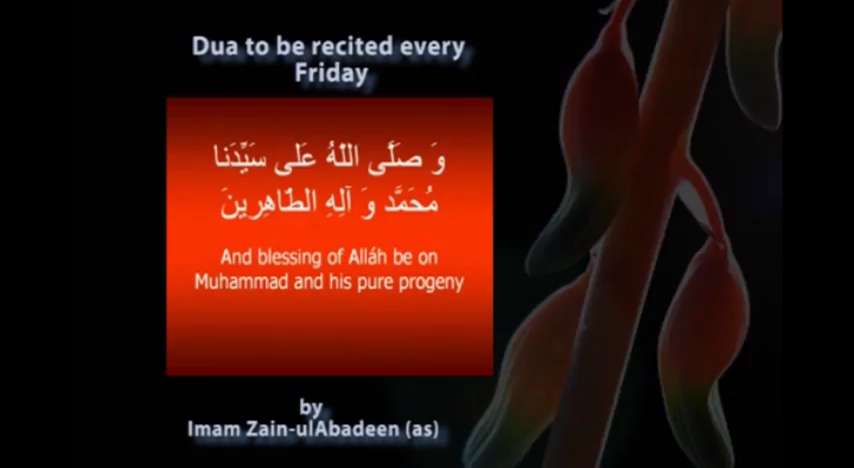 Dua to be recited every
Friday
وَ صَلَّى اللّٰهُ عَلى سَيِّدَنا
مُحَمَّد وَ آلِهِ الطّاهِرِينَ
And blessing of Alláh be on
Muhammad and his pure progeny
by
Imam Zain-ulAbadeen (as)